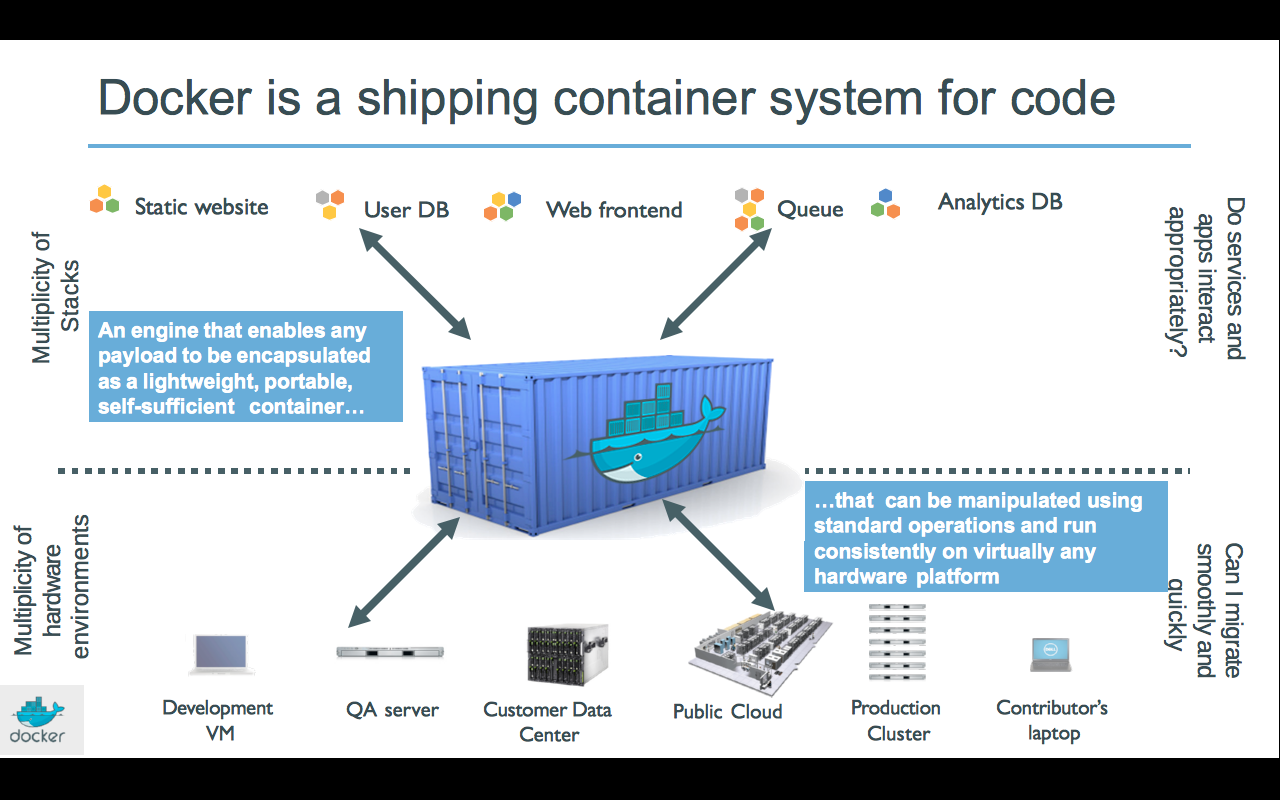 Docker is a shipping container system for code
Static website
User DB
Web frontend
Queue
Analytics DB
Multiplicity of
Stacks
Do services and
apps interact
appropriately?
An engine that enables any
payload to be encapsulated
as a lightweight, portable,
self-sufficient container…
…that can be manipulated using
standard operations and run
consistently on virtually any
hardware platform
Multiplicity of
hardware
environments
Can I migrate
smoothly and
quickly
DELL
Development
VM
QA server
Customer Data
Center
Public Cloud
Production
Cluster
Contributor's
laptop
docker